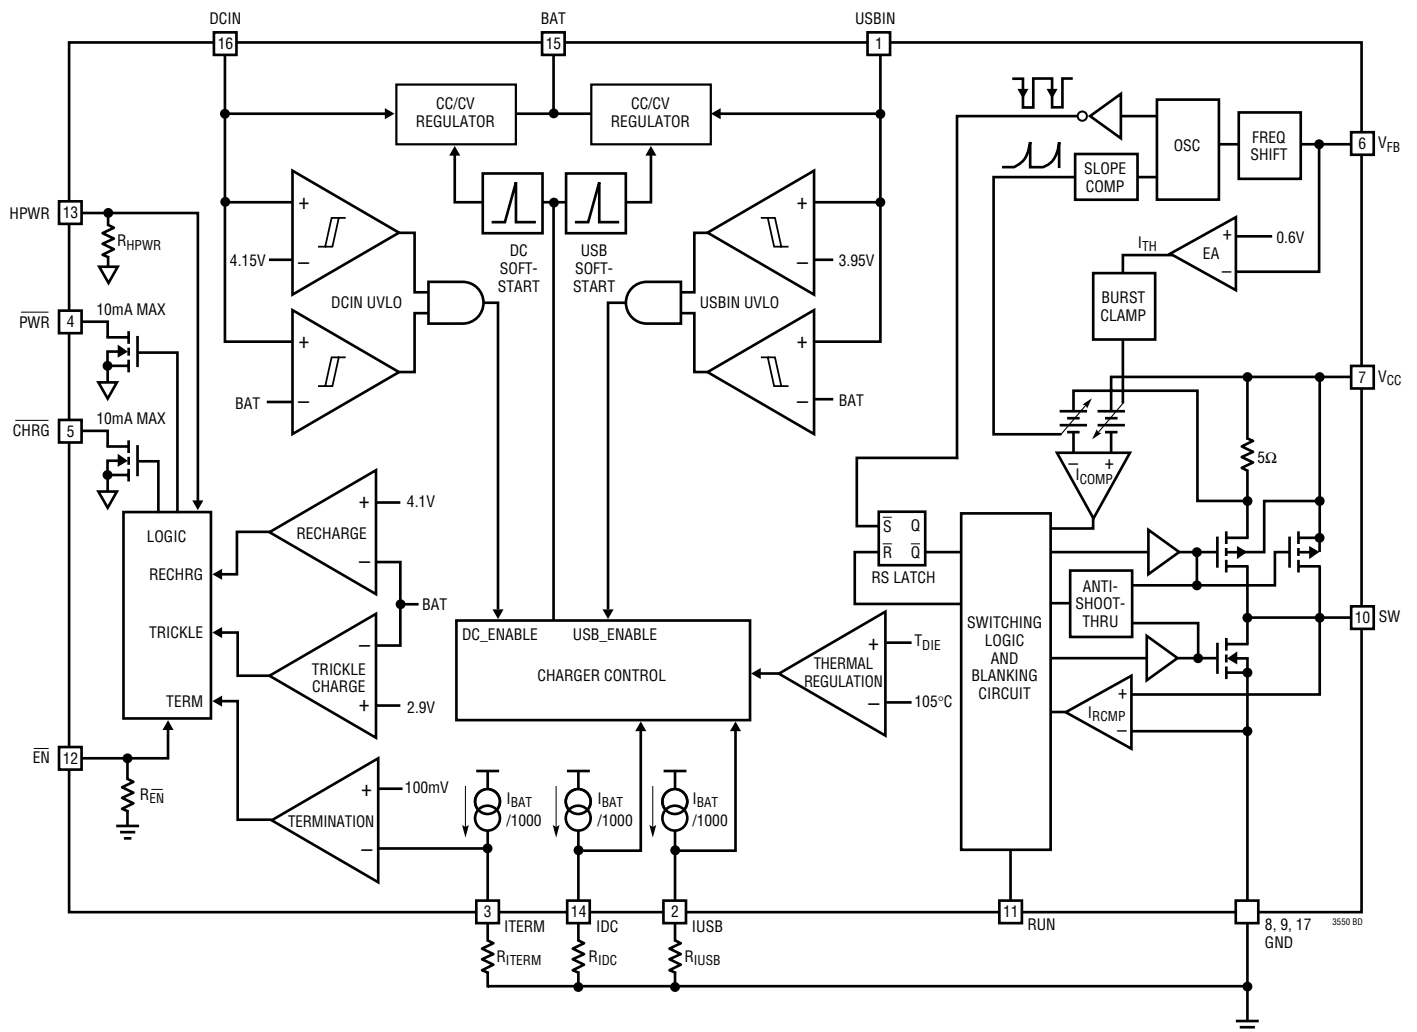 DCIN
BAT
USBIN
16
15
1
CC/CV
REGULATOR
CC/CV
REGULATOR
OSC
FREQ
SHIFT
6
VFB
SLOPE
COMP
HPWR
13
RHPWR
+
4.15V
–
DCIN UVLO
+
BAT
–
DC
SOFT-
START
USB
SOFT-
START
+
–
3.95V
USBIN UVLO
+
–
BAT
ITH
EA
+
–
0.6V
BURST
CLAMP
PWR
4
10mA MAX
CHRG
5
10mA MAX
7
VCC
5Ω
–
+
ICOMP
LOGIC
RECHRG
TRICKLE
TERM
RECHARGE
+
–
4.1V
BAT
TRICKLE
CHARGE
–
+
2.9V
S
Q
R
Q
RS LATCH
SWITCHING
LOGIC
AND
BLANKING
CIRCUIT
ANTI-
SHOOT-
THRU
10
SW
IRCMP
+
–
DC_ENABLE
USB_ENABLE
CHARGER CONTROL
THERMAL
REGULATION
+
–
TDIE
105°C
EN
12
REN
TERMINATION
+
–
100mV
IBAT
/1000
IBAT
/1000
IBAT
/1000
3
ITERM
14
IDC
2
IUSB
11
RUN
8, 9, 17
GND
3550 BD
RITERM
RIDC
RIUSB